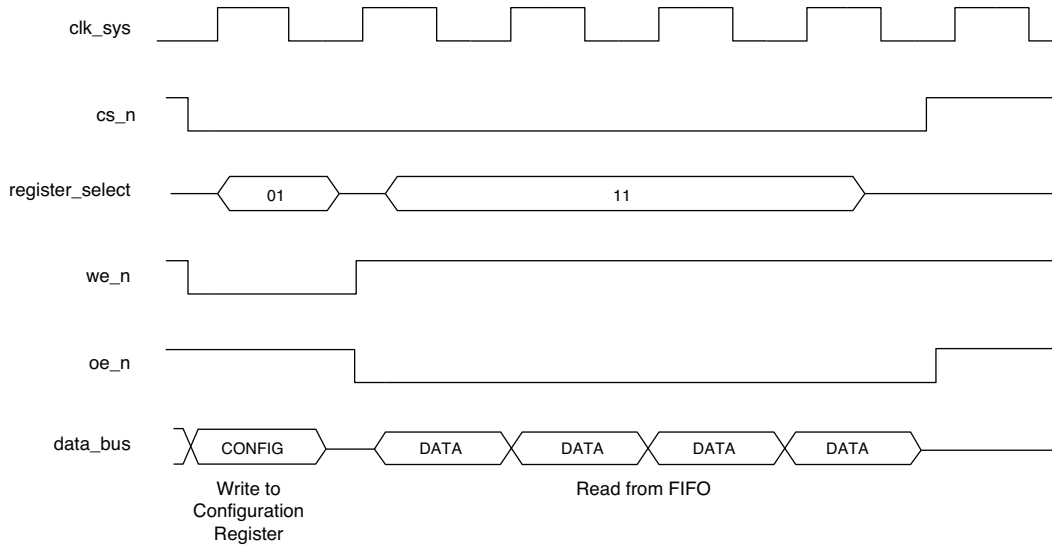 clk_sys
cs_n
register_select
01
11
we_n
oe_n
data_bus
CONFIG
DATA
DATA
DATA
DATA
Write to
Configuration
Register
Read from FIFO